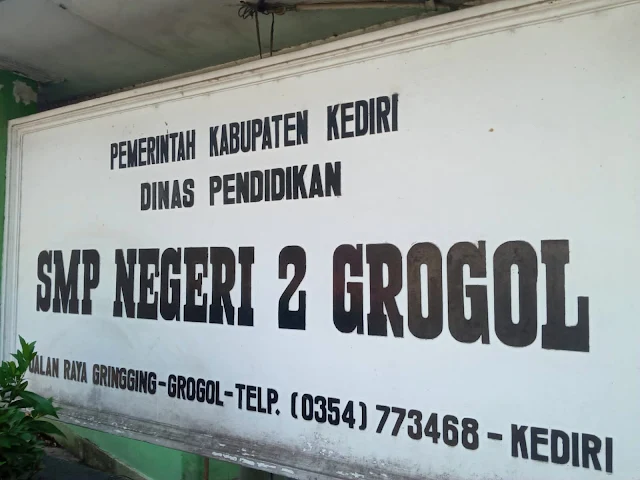 PEMERINTAH KABUPATEN KEDIRI
DINAS PENDIDIKAN
SMP NEGERI 2 GROGOL
JALAN RAYA GRINGGING-GROGOL-TELP. (0354) 773468 - KEDIRI